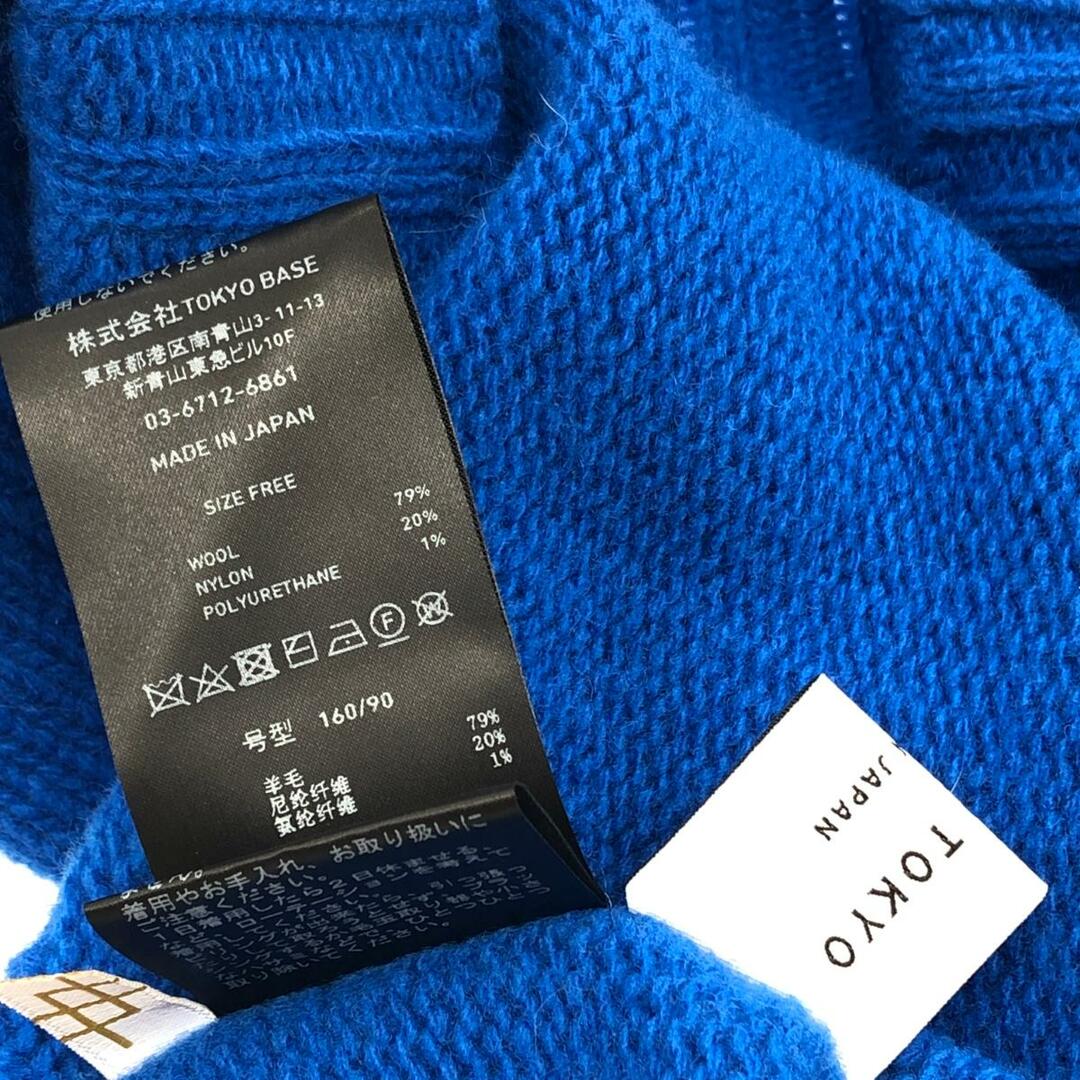 使用しないでください。
株式会社TOKYO BASE
東京都港区南青山3-11-13
新青山東急ビル10F
03-6712-6861
MADE IN JAPAN
SIZE FREE
WOOL 79%
NYLON 20%
POLYURETHANE 1%
F
W
号型 160/90
羊毛 79%
尼纶纤维 20%
氨纶纤维 1%
着用やお手入れ、お取り扱いに
TOKYO
JAPAN